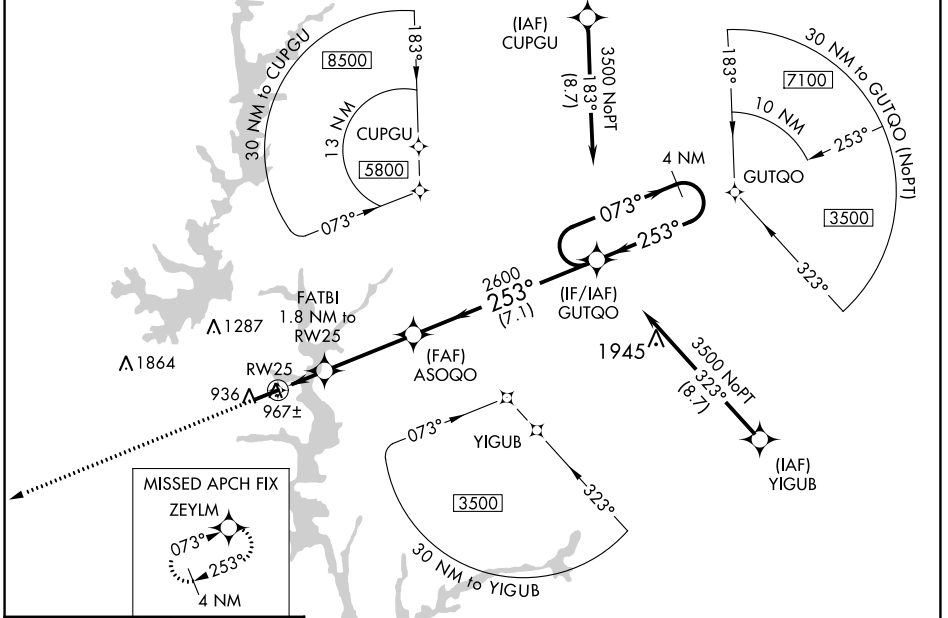 30 NM to CUPGU
8500
183°
13 NM
CUPGU
5800
073°
(IAF)
CUPGU
3500 NoPT
183°
(8.7)
183°
7100
30 NM to GUTQO (NoPT)
10 NM
253°
GUTQO
3500
323°
4 NM
073°
253°
(IF/IAF)
GUTQO
2600
253°
(7.1)
FATBI
1.8 NM to
RW25
(FAF)
ASOQO
1287
1864
RW25
936
967±
1945
3500 NoPT
323°
(8.7)
(IAF)
YIGUB
073°
YIGUB
323°
3500
30 NM to YIGUB
MISSED APCH FIX
ZEYLM
073°
253°
4 NM